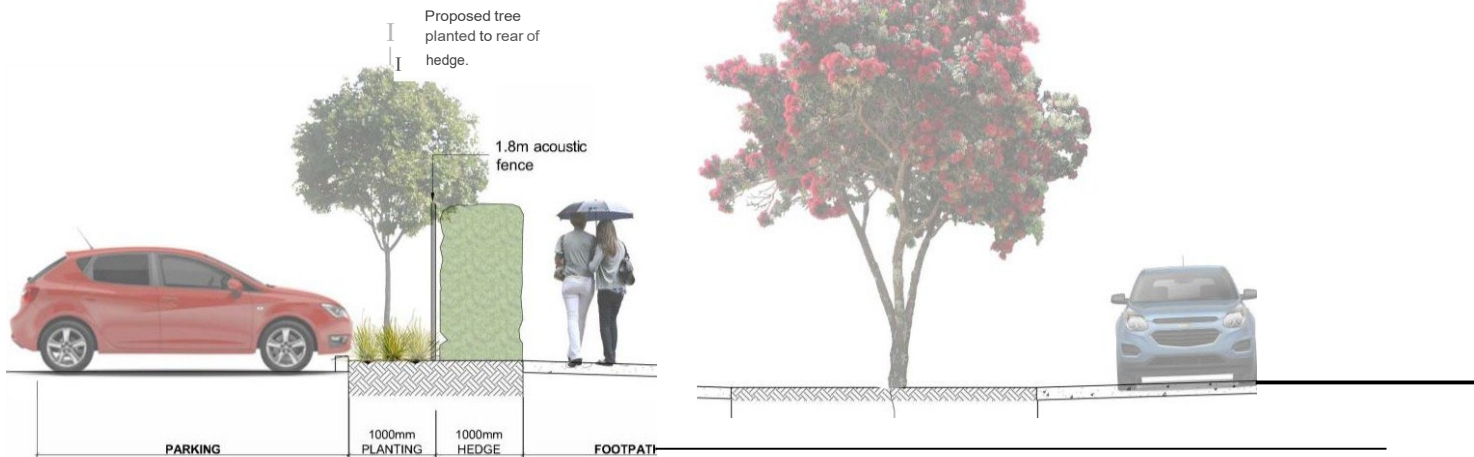 Proposed tree
planted to rear of
hedge.
1.8m acoustic
fence
PARKING
1000mm
PLANTING
1000mm
HEDGE
FOOTPATH